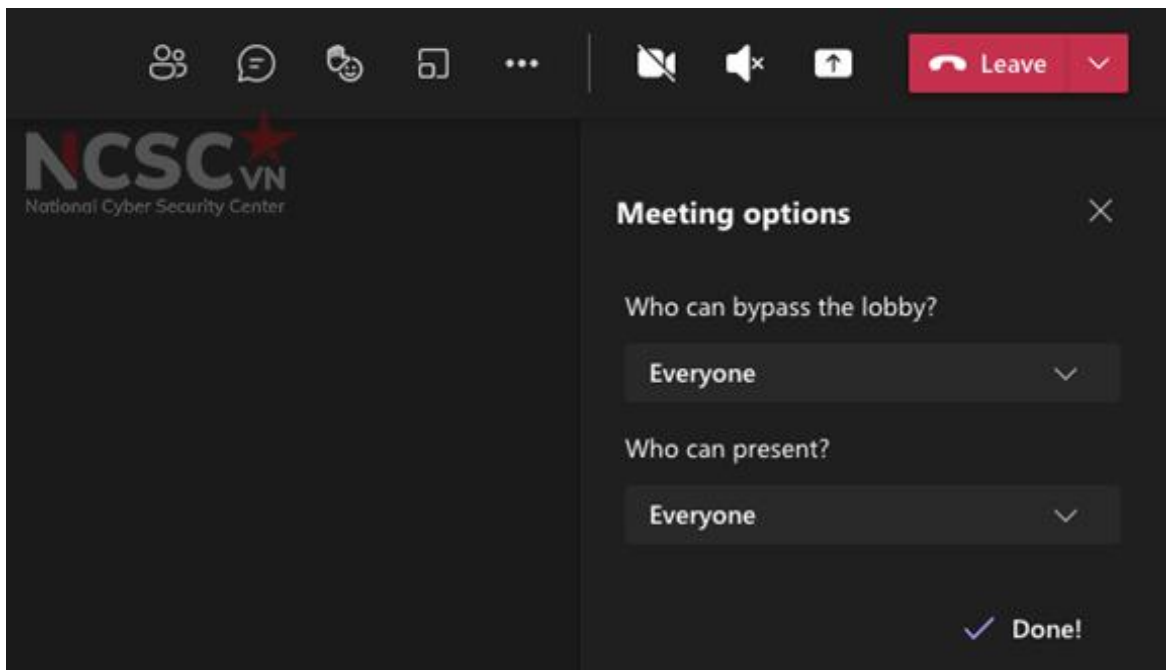 Leave
NCSC VN
National Cyber Security Center
Meeting options
Who can bypass the lobby?
Everyone
Who can present?
Everyone
Done!